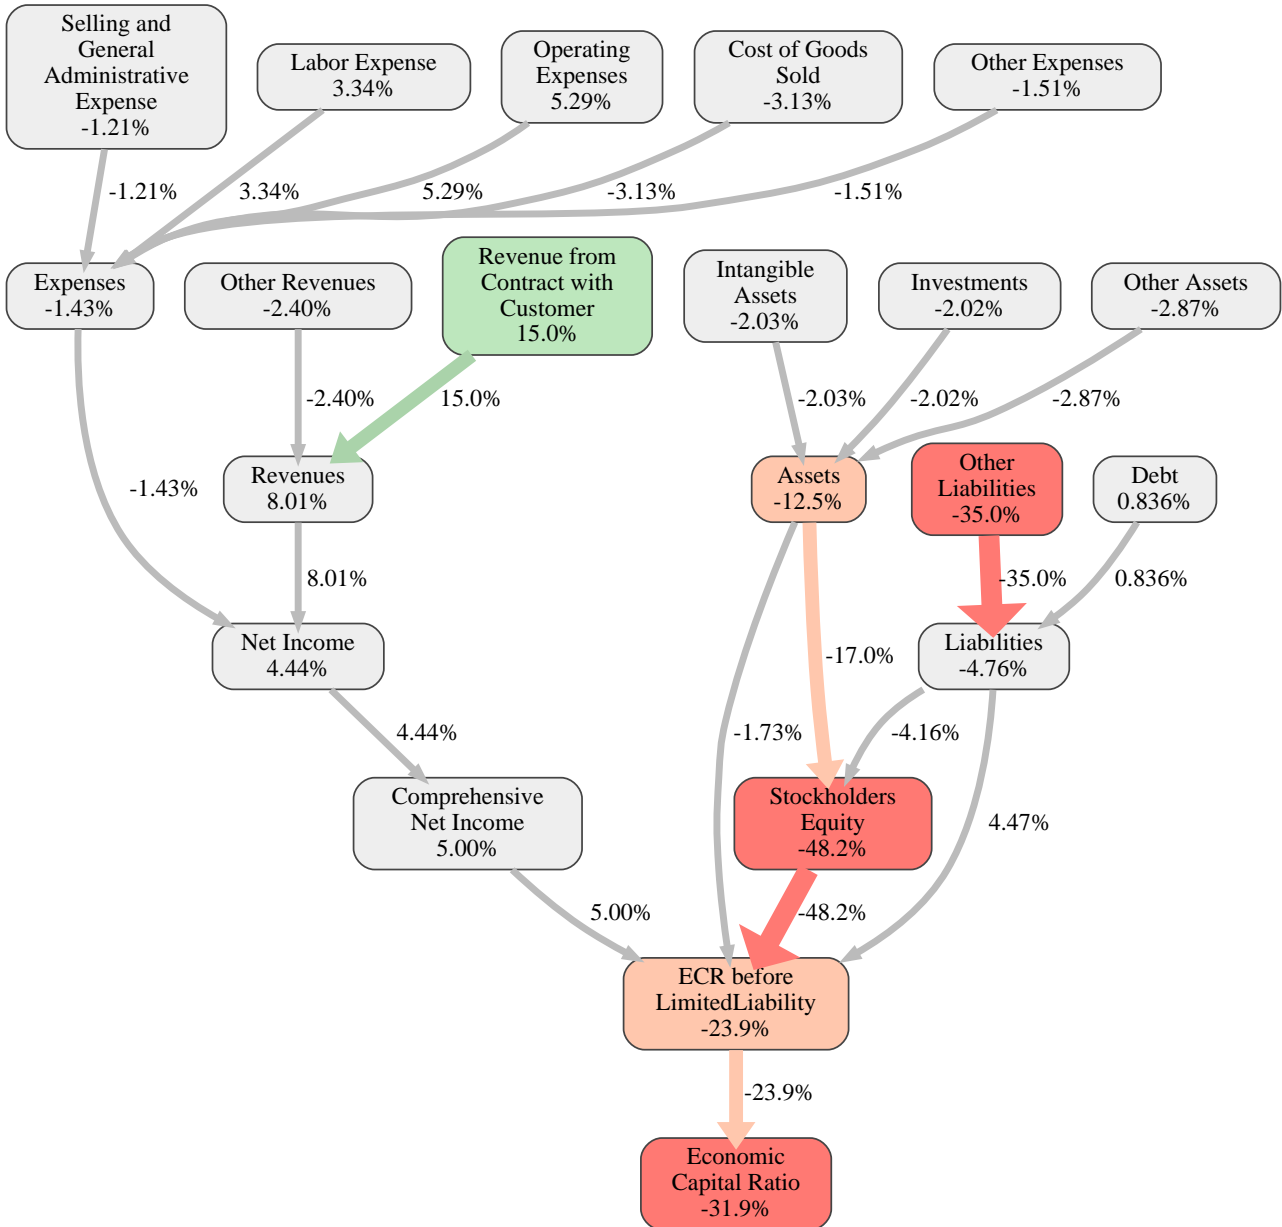 Selling and
General
Administrative
Expense
-1.21%
Labor Expense
3.34%
Operating
Expenses
5.29%
Cost of Goods
Sold
-3.13%
Other Expenses
-1.51%
-1.21%
3.34%
5.29%
-3.13%
-1.51%
Expenses
-1.43%
Other Revenues
-2.40%
Revenue from
Contract with
Customer
15.0%
Intangible
Assets
-2.03%
Investments
-2.02%
Other Assets
-2.87%
-2.40%
15.0%
-2.03%
-2.02%
-2.87%
-1.43%
Revenues
8.01%
Assets
-12.5%
Other
Liabilities
-35.0%
Debt
0.836%
8.01%
-35.0%
0.836%
Net Income
4.44%
-17.0%
Liabilities
-4.76%
4.44%
-1.73%
-4.16%
Comprehensive
Net Income
5.00%
Stockholders
Equity
-48.2%
4.47%
5.00%
-48.2%
ECR before
LimitedLiability
-23.9%
-23.9%
Economic
Capital Ratio
-31.9%